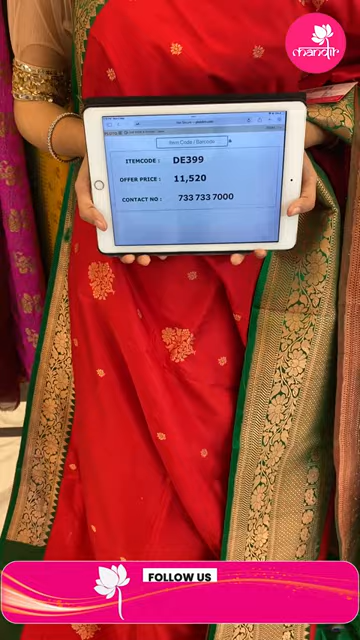 mandir
Item Code / Barcode
ITEMCODE : DE399
OFFER PRICE : 11,520
CONTACT NO : 733 733 7000
FOLLOW US